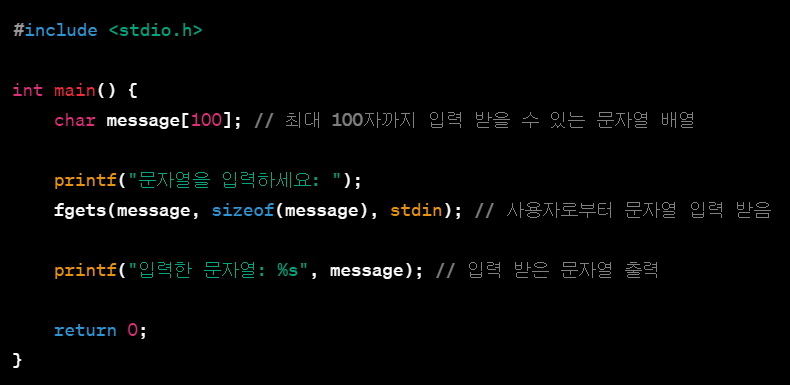 #include <stdio.h>
int main() {
char message[100]; // 최대 100자까지 입력 받을 수 있는 문자열 배열
printf("문자열을 입력하세요: ");
fgets(message, sizeof(message), stdin); // 사용자로부터 문자열 입력 받음
printf("입력한 문자열: %s", message); // 입력 받은 문자열 출력
return 0;
}